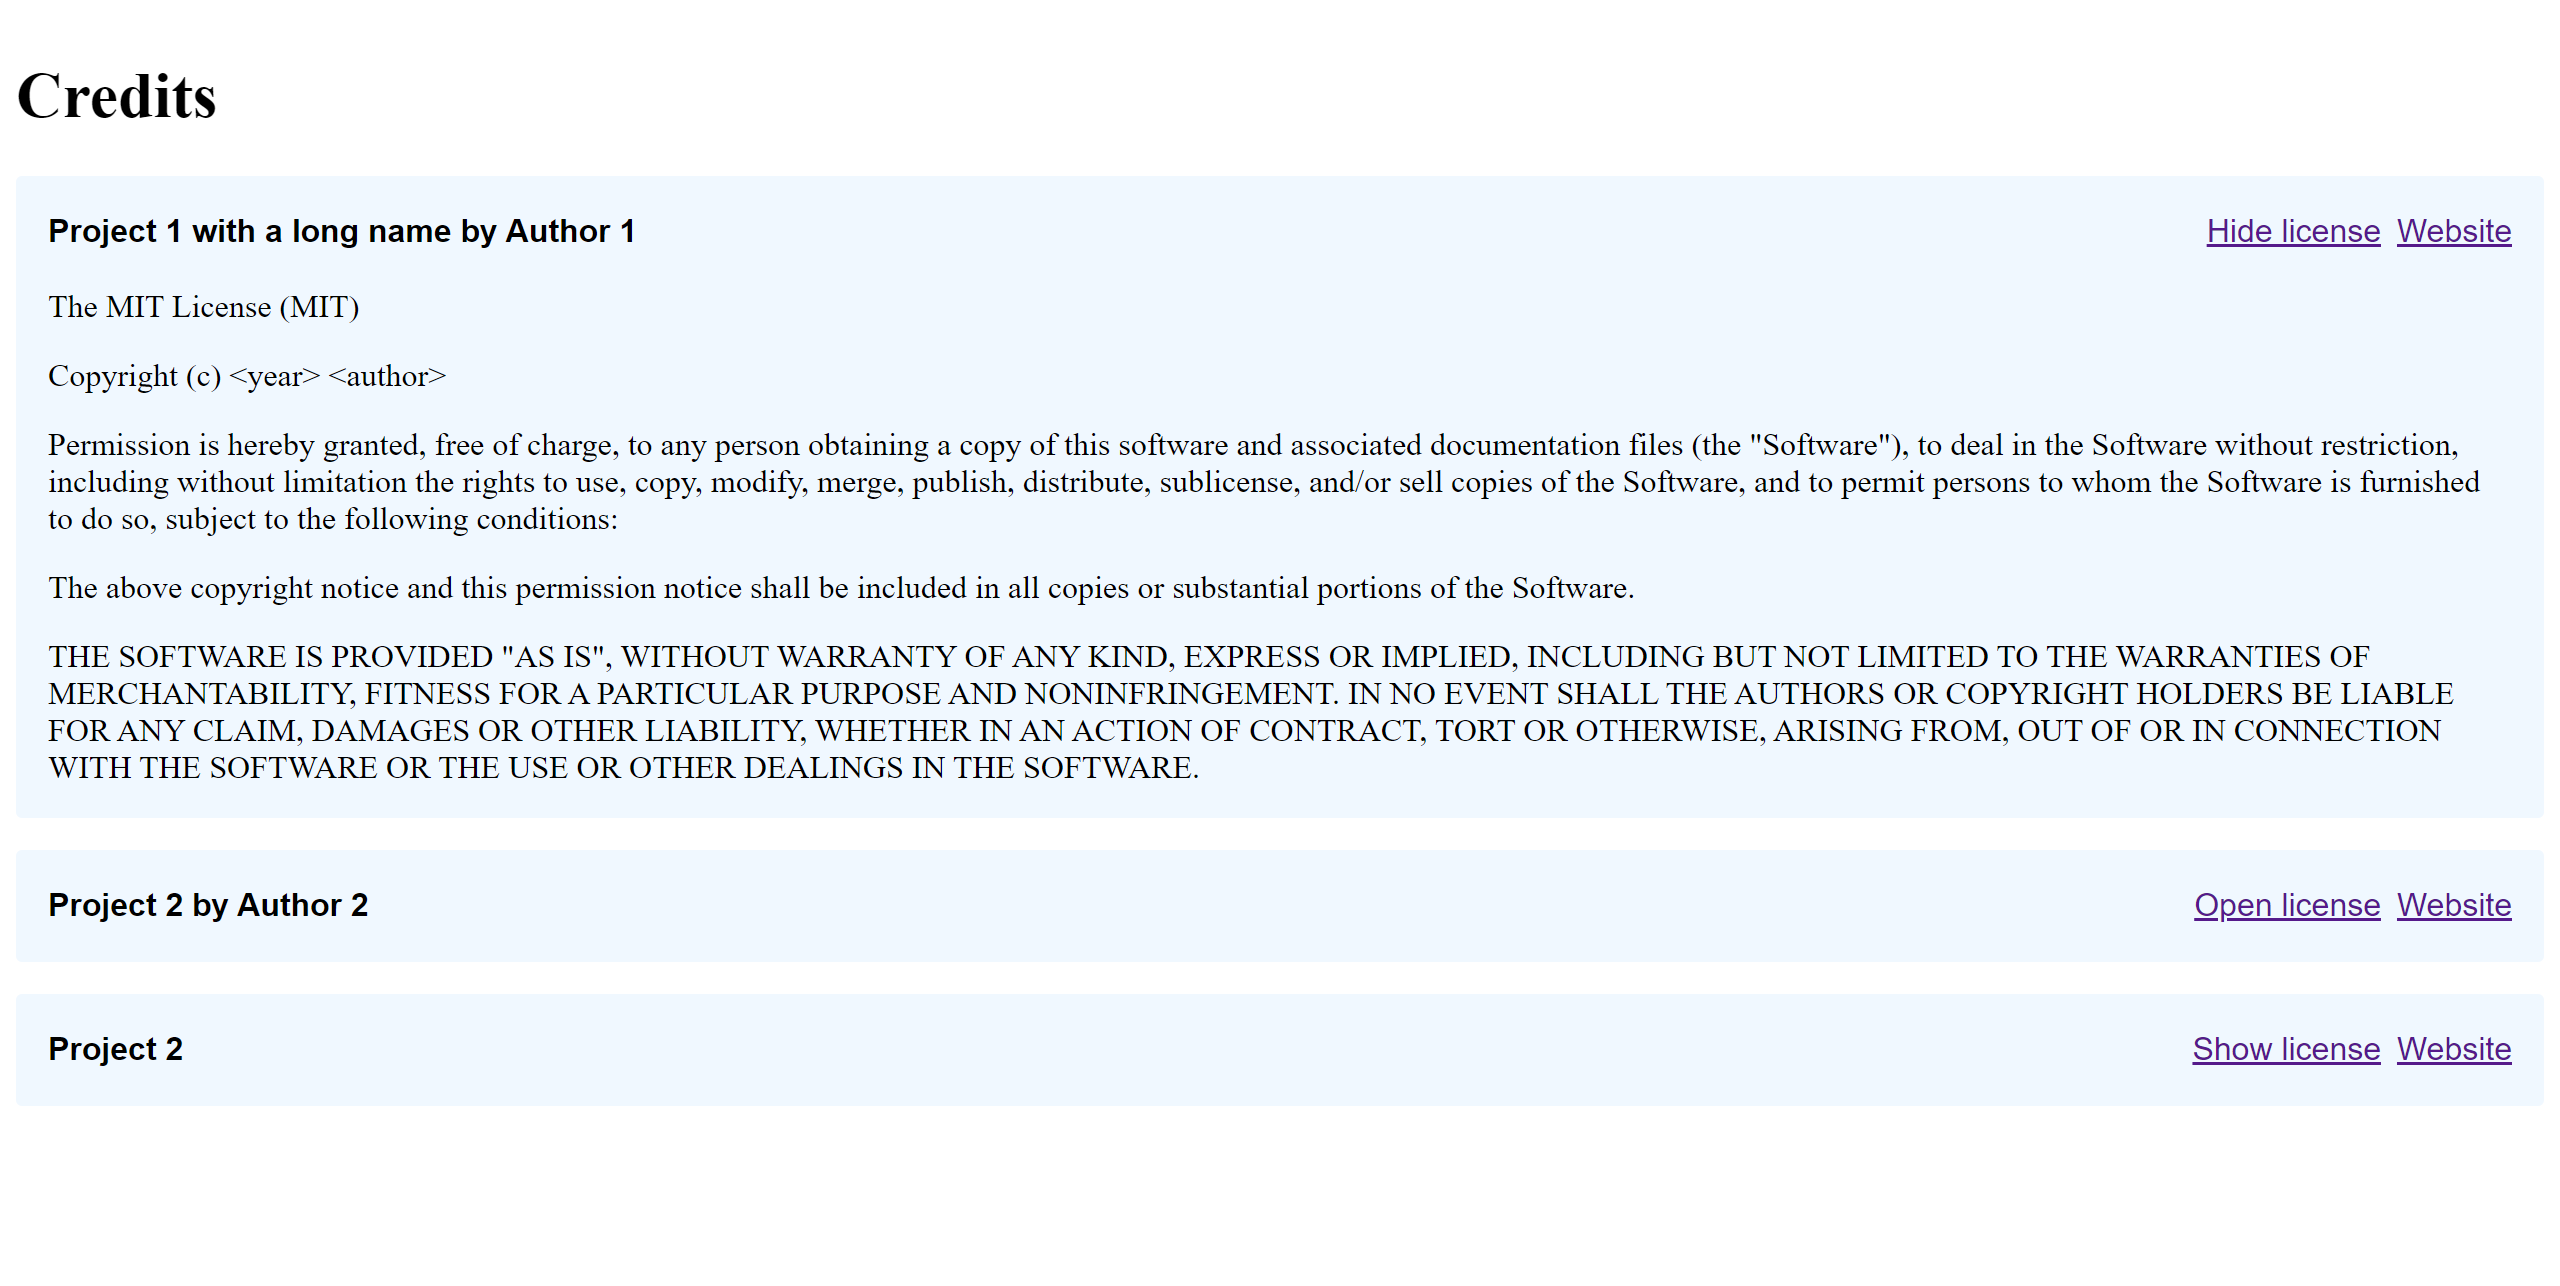 Credits
Project 1 with a long name by Author 1 Hide license Website
The MIT License (MIT)
Copyright (c) <year> <author>
Permission is hereby granted, free of charge, to any person obtaining a copy of this software and associated documentation files (the "Software"), to deal in the Software without restriction,
including without limitation the rights to use, copy, modify, merge, publish, distribute, sublicense, and/or sell copies of the Software, and to permit persons to whom the Software is furnished
to do so, subject to the following conditions:
The above copyright notice and this permission notice shall be included in all copies or substantial portions of the Software.
THE SOFTWARE IS PROVIDED "AS IS", WITHOUT WARRANTY OF ANY KIND, EXPRESS OR IMPLIED, INCLUDING BUT NOT LIMITED TO THE WARRANTIES OF
MERCHANTABILITY, FITNESS FOR A PARTICULAR PURPOSE AND NONINFRINGEMENT. IN NO EVENT SHALL THE AUTHORS OR COPYRIGHT HOLDERS BE LIABLE
FOR ANY CLAIM, DAMAGES OR OTHER LIABILITY, WHETHER IN AN ACTION OF CONTRACT, TORT OR OTHERWISE, ARISING FROM, OUT OF OR IN CONNECTION
WITH THE SOFTWARE OR THE USE OR OTHER DEALINGS IN THE SOFTWARE.
Project 2 by Author 2 Open license Website
Project 2 Show license Website